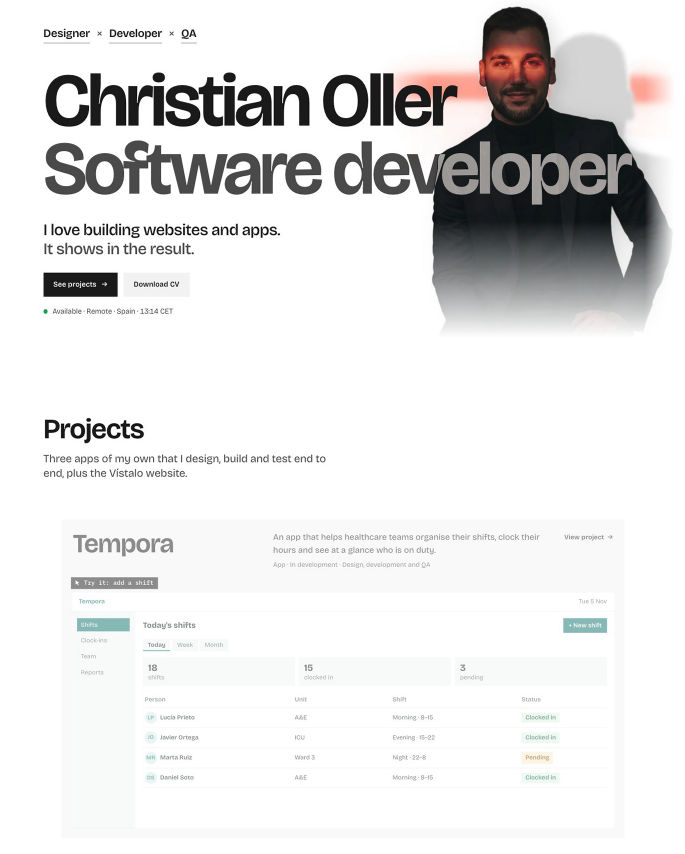 Designer × Developer × QA
Christian Oller
Software developer
I love building websites and apps.
It shows in the result.
See projects → Download CV
Available · Remote · Spain · 13:14 CET
Projects
Three apps of my own that I design, build and test end to
end, plus the Vístalo website.
Tempora
An app that helps healthcare teams organise their shifts, clock their
hours and see at a glance who is on duty.
App · In development · Design, development and QA
View project →
Try it: add a shift
Tempora
Tue 5 Nov
Shifts
Clock-ins
Team
Reports
Today's shifts
+ New shift
Today Week Month
18
shifts
15
clocked in
3
pending
Person Unit Shift Status
LP Lucía Prieto A&E Morning · 8–15 Clocked in
JO Javier Ortega ICU Evening · 15–22 Clocked in
MR Marta Ruiz Ward 3 Night · 22–8 Pending
DS Daniel Soto A&E Morning · 8–15 Clocked in